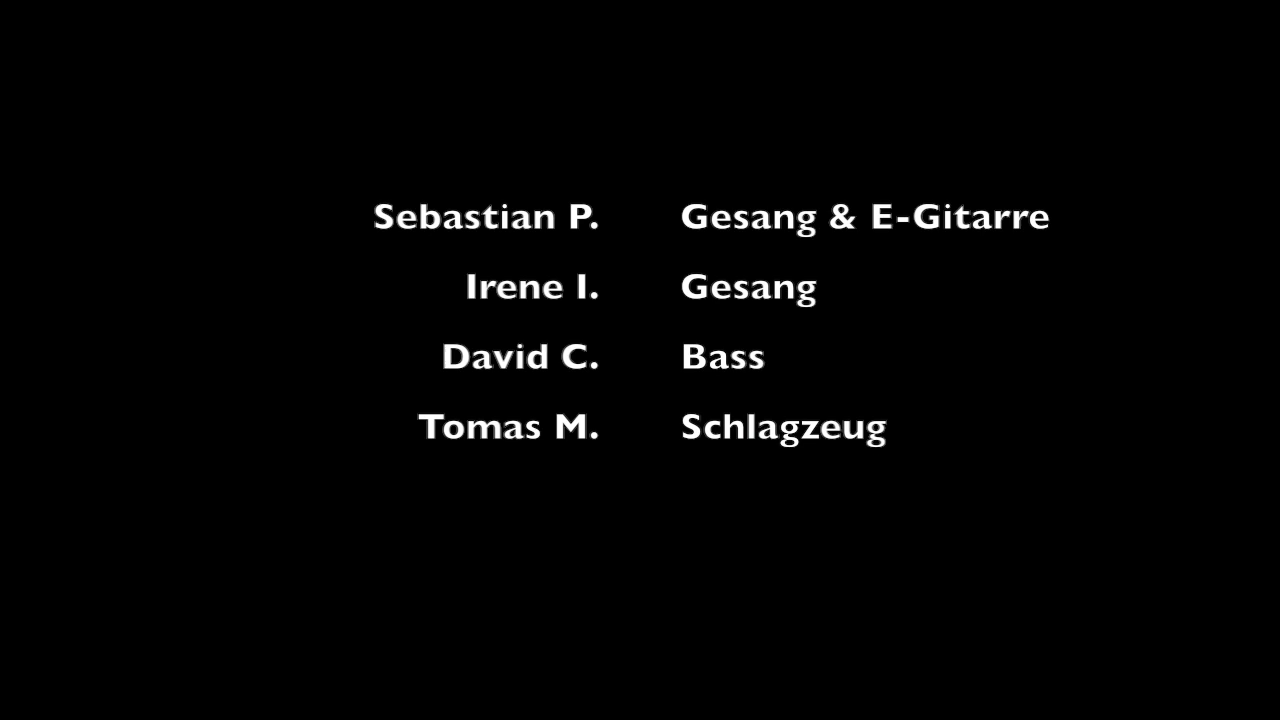 Sebastian P. Gesang & E-Gitarre
Irene I. Gesang
David C. Bass
Tomas M. Schlagzeug